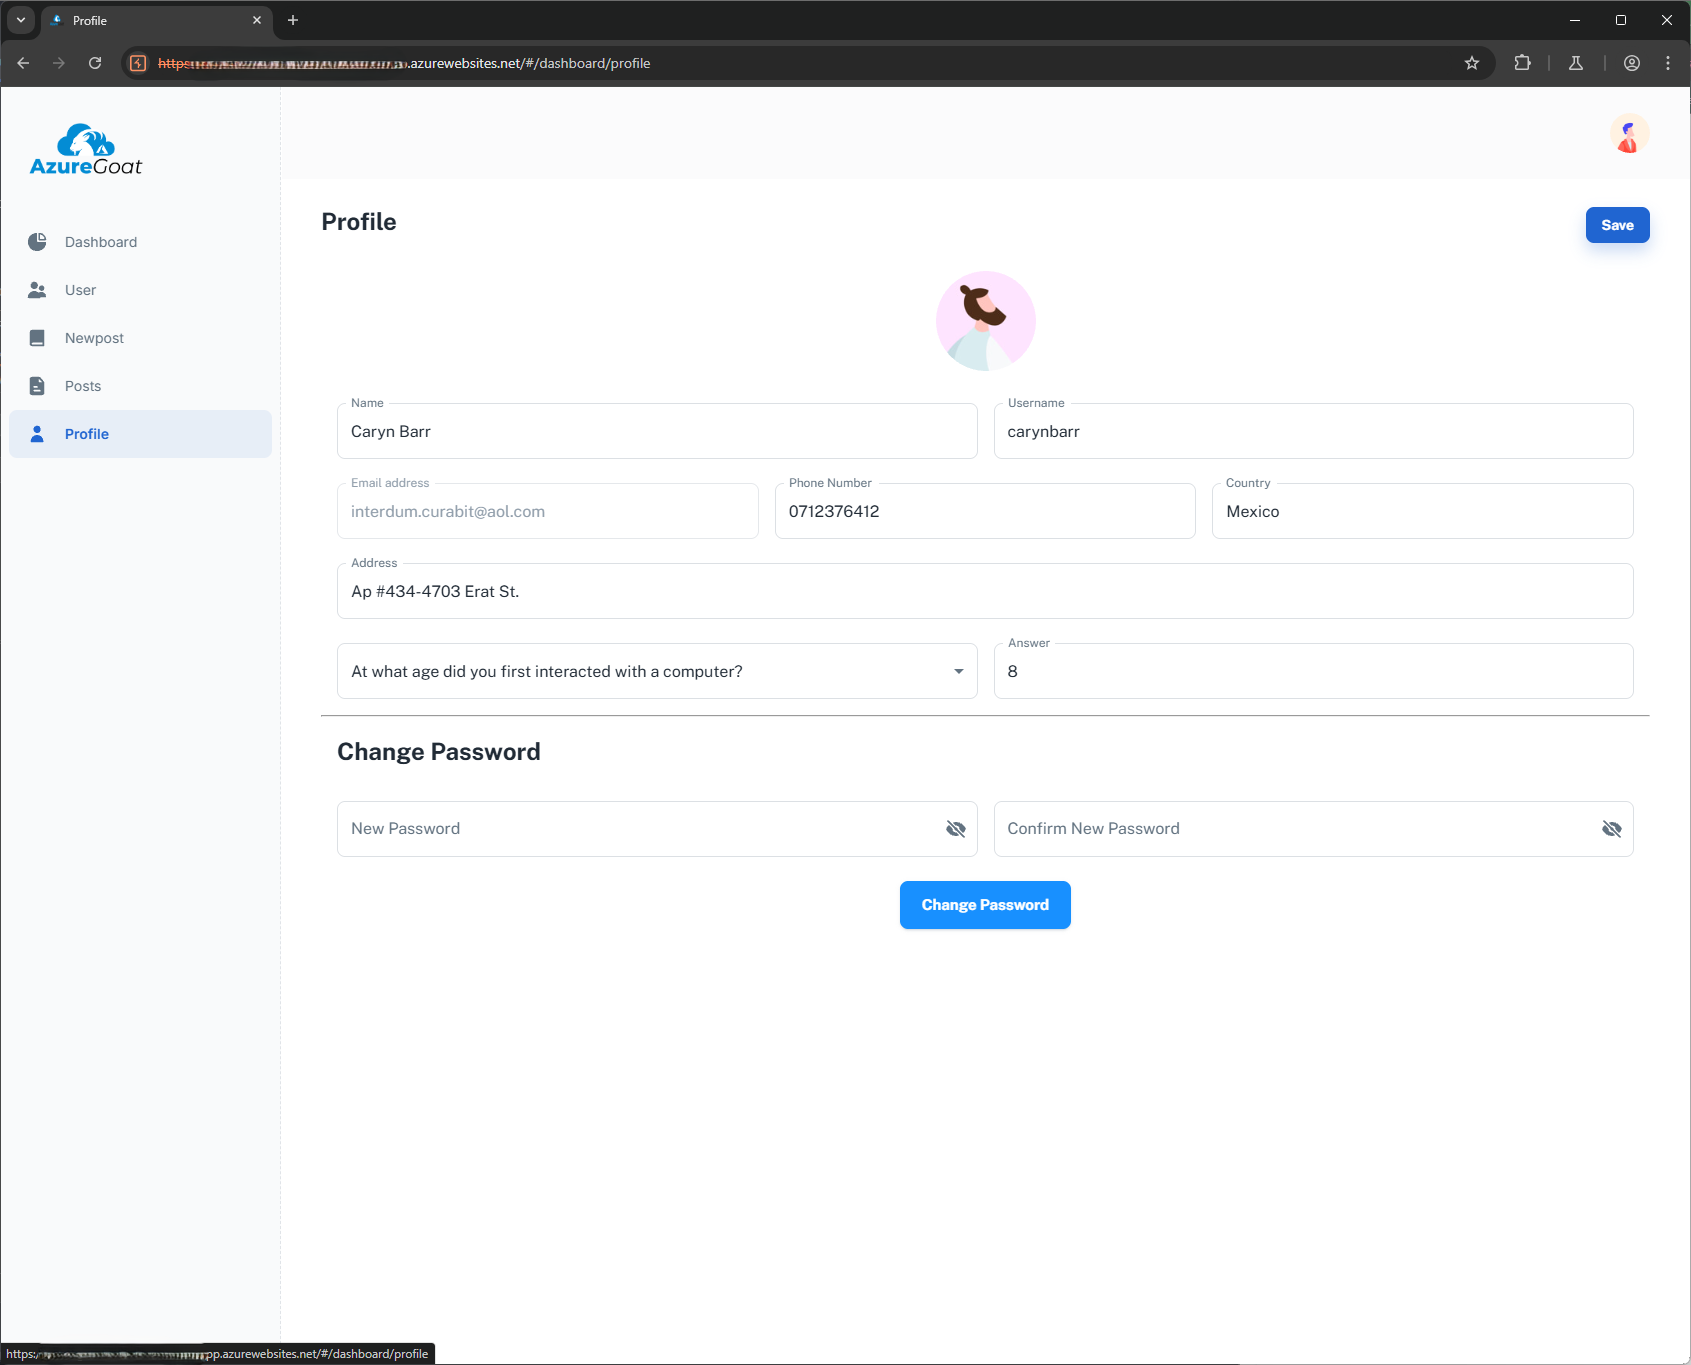 Profile
.azurewebsites.net/#/dashboard/profile
AzureGoat
Dashboard
User
Newpost
Posts
Profile
Profile
Save
Name
Caryn Barr
Username
carynbarr
Email address
interdum.curabit@aol.com
Phone Number
0712376412
Country
Mexico
Address
Ap #434-4703 Erat St.
At what age did you first interacted with a computer?
Answer
8
Change Password
New Password
Confirm New Password
Change Password
https:/ pp.azurewebsites.net/#/dashboard/profile